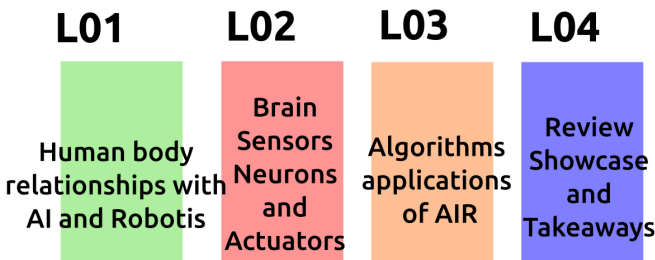 L01
Human body
relationships with
AI and Robotis
L02
Brain
Sensors
Neurons
and
Actuators
L03
Algorithms
applications
of AIR
L04
Review
Showcase
and
Takeaways